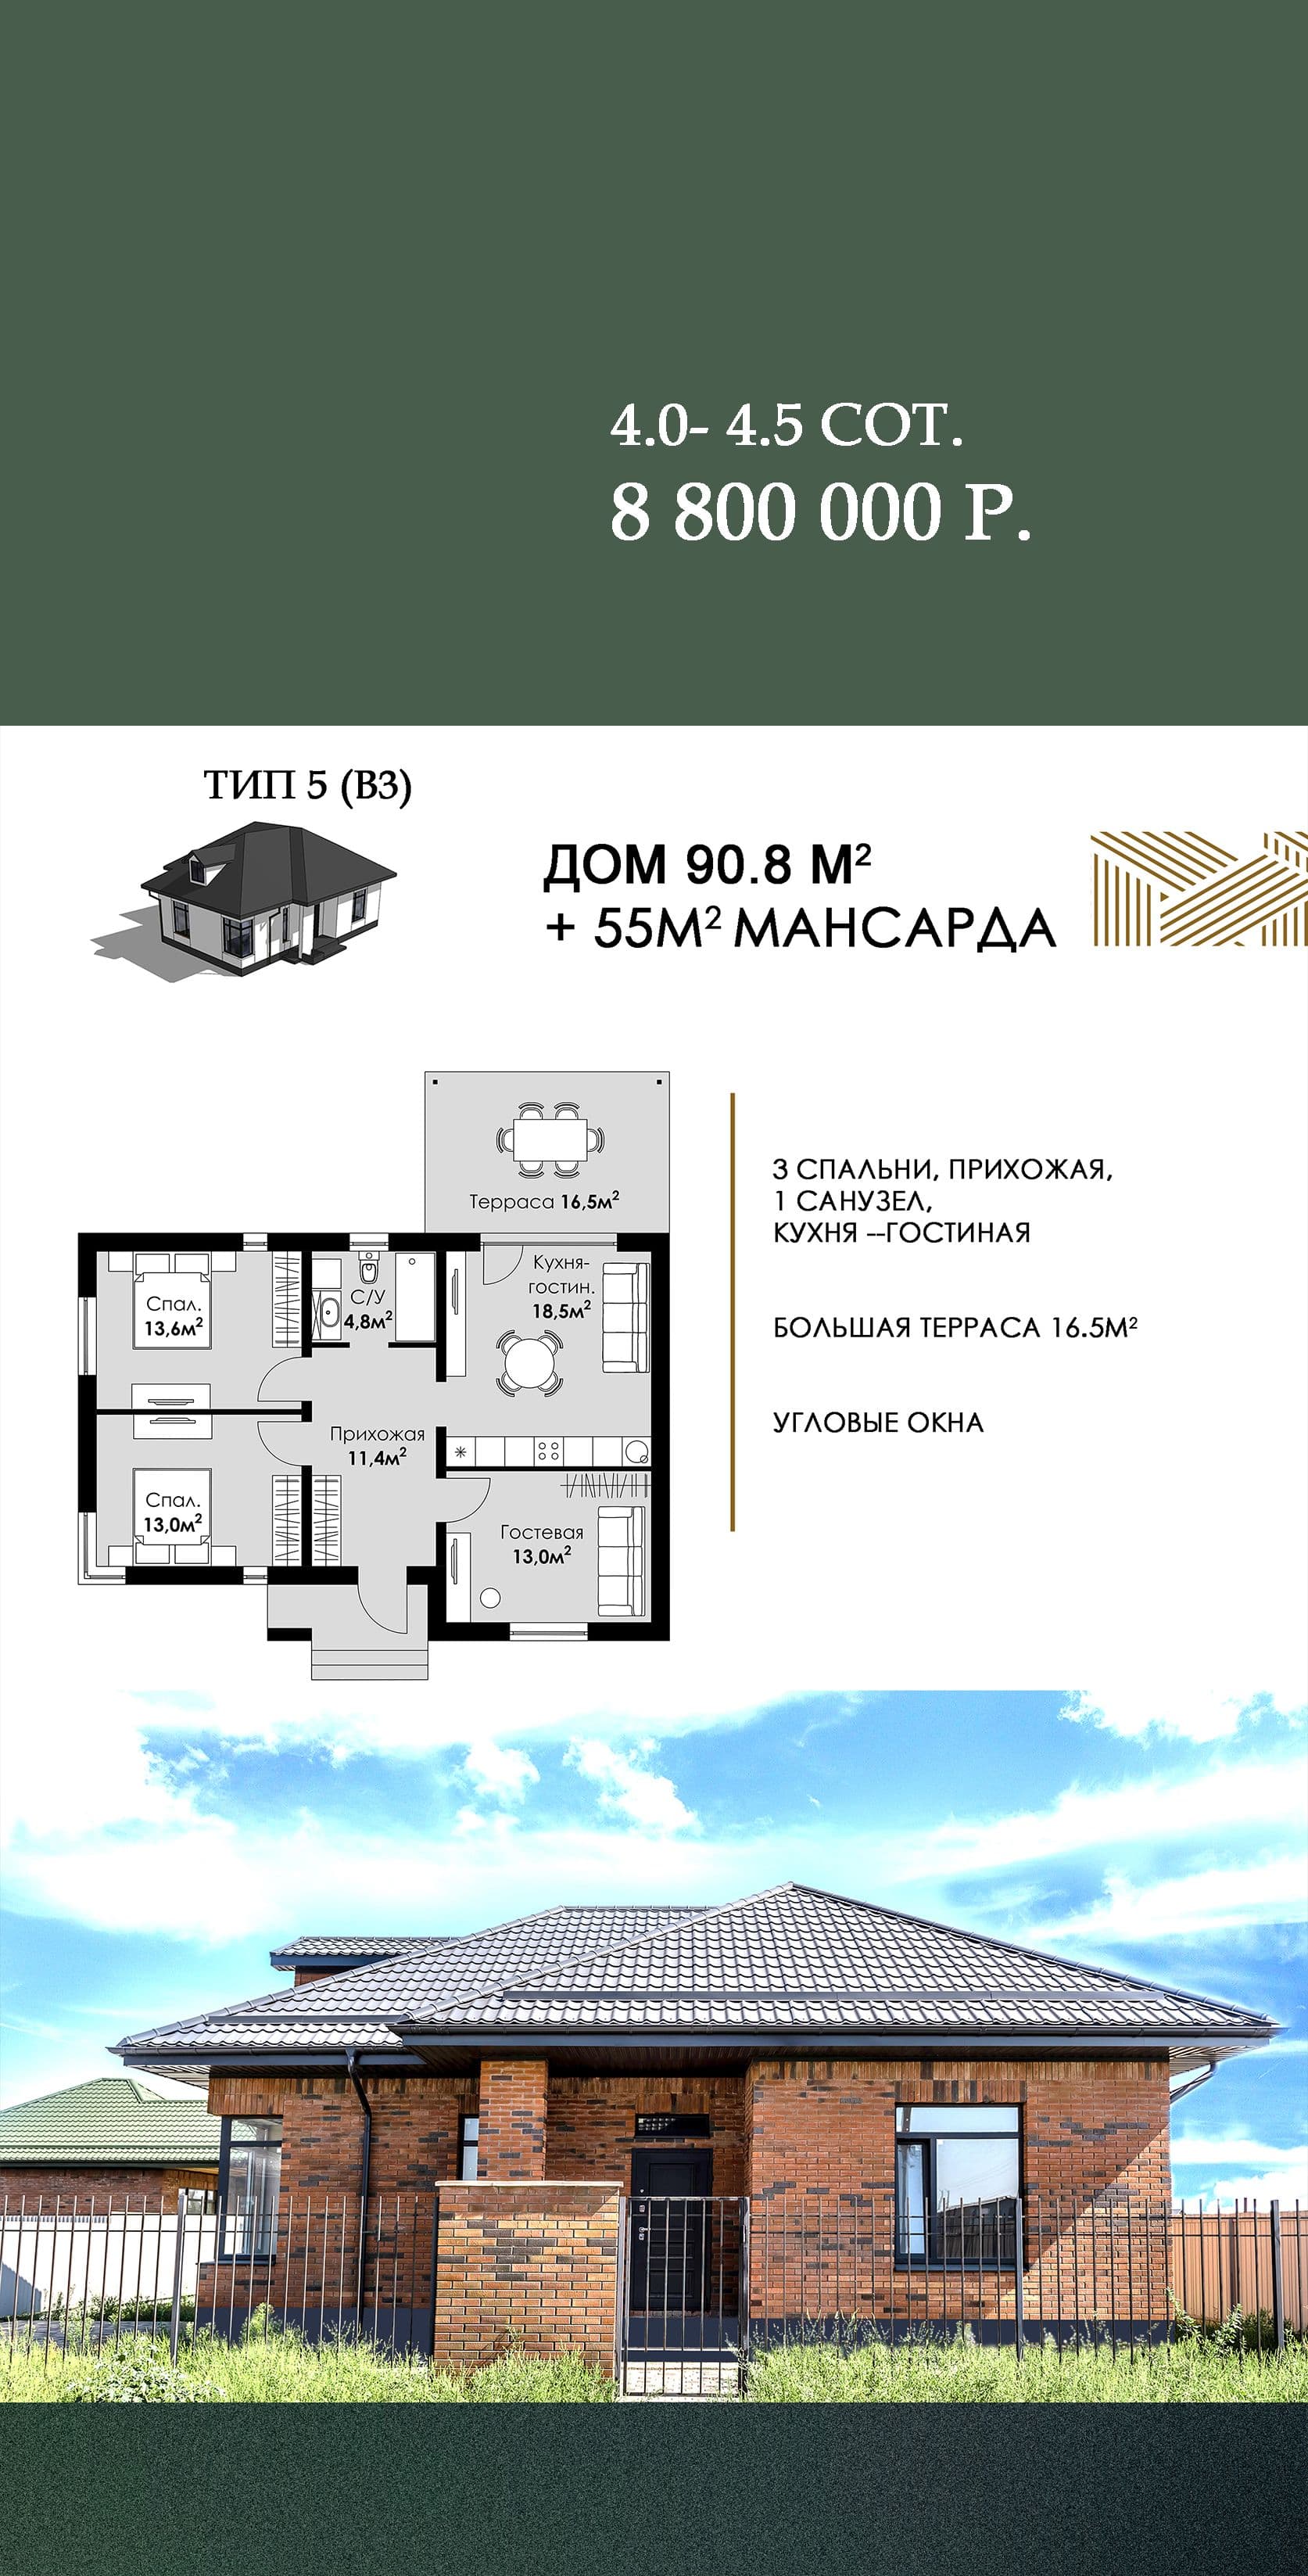 4.0- 4.5 СОТ.
8 800 000 Р.
ТИП 5 (В3)
ДОМ 90.8 М²
+ 55М² МАНСАРДА
Терраса 16,5м²
3 СПАЛЬНИ, ПРИХОЖАЯ,
1 САНУЗЕЛ,
КУХНЯ --ГОСТИНАЯ
БОЛЬШАЯ ТЕРРАСА 16.5М²
УГЛОВЫЕ ОКНА
Спал.
13,6м²
С/У
4,8м²
Кухня-
гостин.
18,5м²
Прихожая
11,4м²
Спал.
13,0м²
Гостевая
13,0м²